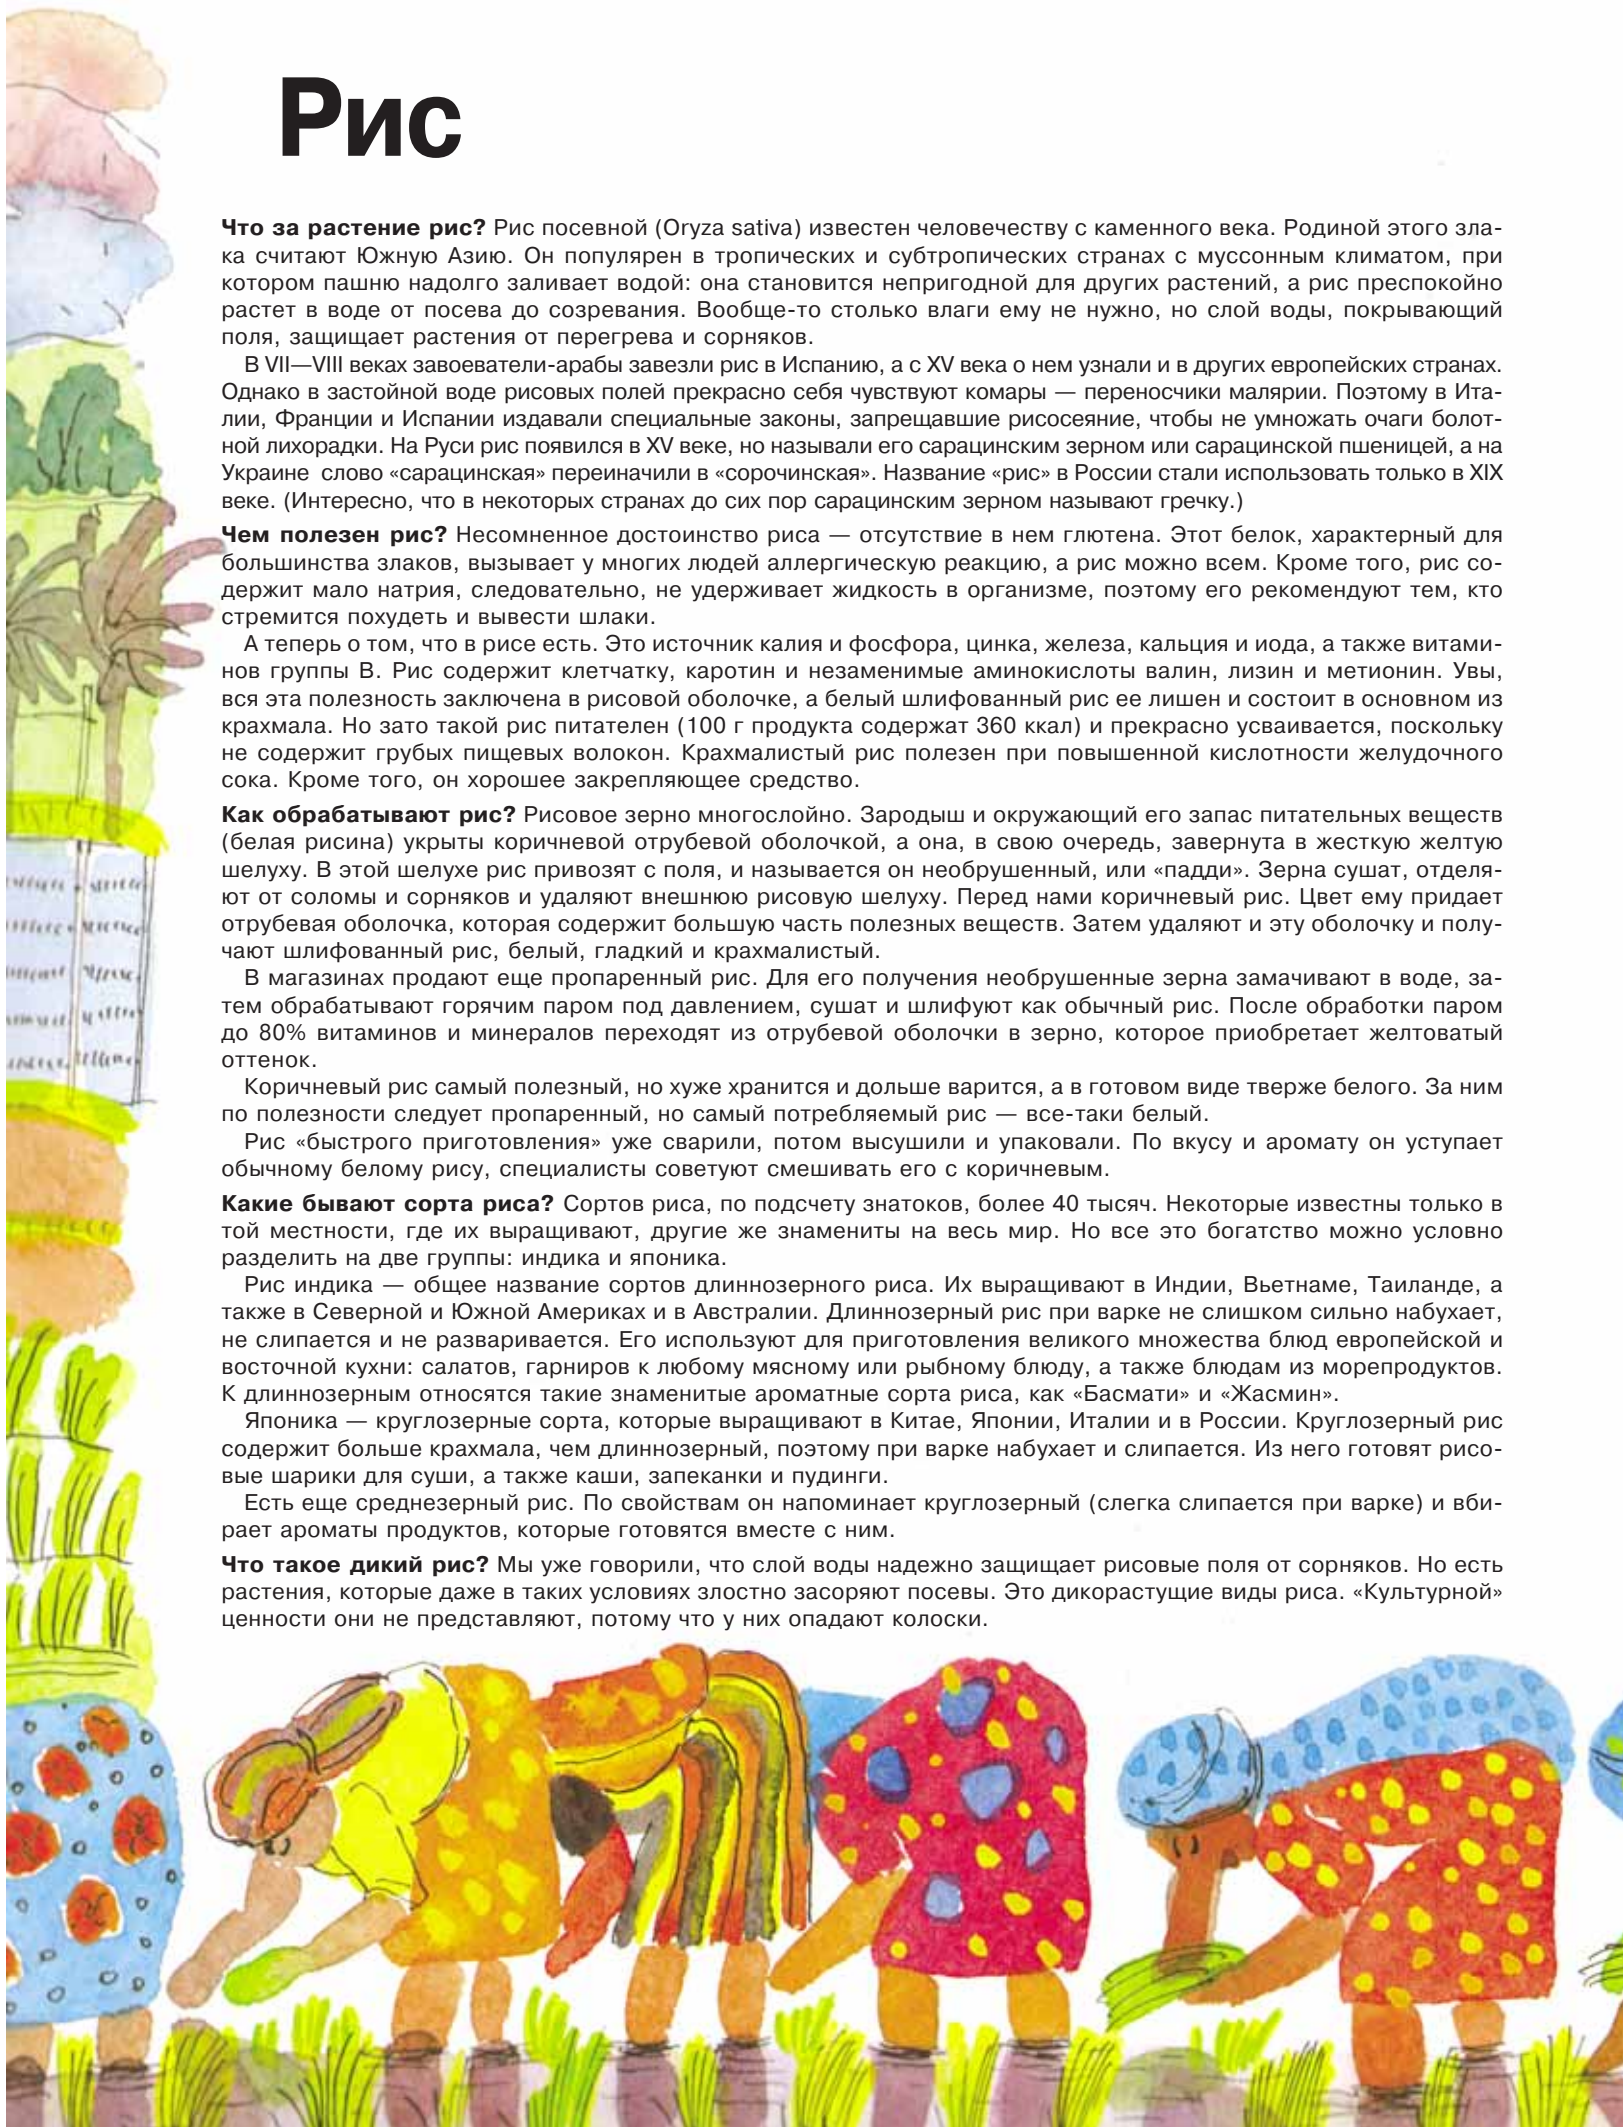 Рис
Что за растение рис? Рис посевной (Oryza sativa) известен человечеству с каменного века. Родиной этого зла-
ка считают Южную Азию. Он популярен в тропических и субтропических странах с муссонным климатом, при
котором пашню надолго заливает водой: она становится непригодной для других растений, а рис преспокойно
растет в воде от посева до созревания. Вообще-то столько влаги ему не нужно, но слой воды, покрывающий
поля, защищает растения от перегрева и сорняков.
В VII—VIII веках завоеватели-арабы завезли рис в Испанию, а с XV века о нем узнали и в других европейских странах.
Однако в застойной воде рисовых полей прекрасно себя чувствуют комары — переносчики малярии. Поэтому в Ита-
лии, Франции и Испании издавали специальные законы, запрещавшие рисосеяние, чтобы не умножать очаги болот-
ной лихорадки. На Руси рис появился в XV веке, но называли его сарацинским зерном или сарацинской пшеницей, а на
Украине слово «сарацинская» переиначили в «сорочинская». Название «рис» в России стали использовать только в XIX
веке. (Интересно, что в некоторых странах до сих пор сарацинским зерном называют гречку.)
Чем полезен рис? Несомненное достоинство риса — отсутствие в нем глютена. Этот белок, характерный для
большинства злаков, вызывает у многих людей аллергическую реакцию, а рис можно всем. Кроме того, рис со-
держит мало натрия, следовательно, не удерживает жидкость в организме, поэтому его рекомендуют тем, кто
стремится похудеть и вывести шлаки.
А теперь о том, что в рисе есть. Это источник калия и фосфора, цинка, железа, кальция и иода, а также витами-
нов группы В. Рис содержит клетчатку, каротин и незаменимые аминокислоты валин, лизин и метионин. Увы,
вся эта полезность заключена в рисовой оболочке, а белый шлифованный рис ее лишен и состоит в основном из
крахмала. Но зато такой рис питателен (100 г продукта содержат 360 ккал) и прекрасно усваивается, поскольку
не содержит грубых пищевых волокон. Крахмалистый рис полезен при повышенной кислотности желудочного
сока. Кроме того, он хорошее закрепляющее средство.
Как обрабатывают рис? Рисовое зерно многослойно. Зародыш и окружающий его запас питательных веществ
(белая рисина) укрыты коричневой отрубевой оболочкой, а она, в свою очередь, завернута в жесткую желтую
шелуху. В этой шелухе рис привозят с поля, и называется он необрушенный, или «падди». Зерна сушат, отделя-
ют от соломы и сорняков и удаляют внешнюю рисовую шелуху. Перед нами коричневый рис. Цвет ему придает
отрубевая оболочка, которая содержит большую часть полезных веществ. Затем удаляют и эту оболочку и полу-
чают шлифованный рис, белый, гладкий и крахмалистый.
В магазинах продают еще пропаренный рис. Для его получения необрушенные зерна замачивают в воде, за-
тем обрабатывают горячим паром под давлением, сушат и шлифуют как обычный рис. После обработки паром
до 80% витаминов и минералов переходят из отрубевой оболочки в зерно, которое приобретает желтоватый
оттенок.
Коричневый рис самый полезный, но хуже хранится и дольше варится, а в готовом виде тверже белого. За ним
по полезности следует пропаренный, но самый потребляемый рис — все-таки белый.
Рис «быстрого приготовления» уже сварили, потом высушили и упаковали. По вкусу и аромату он уступает
обычному белому рису, специалисты советуют смешивать его с коричневым.
Какие бывают сорта риса? Сортов риса, по подсчету знатоков, более 40 тысяч. Некоторые известны только в
той местности, где их выращивают, другие же знамениты на весь мир. Но все это богатство можно условно
разделить на две группы: индика и японика.
Рис индика — общее название сортов длиннозерного риса. Их выращивают в Индии, Вьетнаме, Таиланде, а
также в Северной и Южной Америках и в Австралии. Длиннозерный рис при варке не слишком сильно набухает,
не слипается и не разваривается. Его используют для приготовления великого множества блюд европейской и
восточной кухни: салатов, гарниров к любому мясному или рыбному блюду, а также блюдам из морепродуктов.
К длиннозерным относятся такие знаменитые ароматные сорта риса, как «Басмати» и «Жасмин».
Японика — круглозерные сорта, которые выращивают в Китае, Японии, Италии и в России. Круглозерный рис
содержит больше крахмала, чем длиннозерный, поэтому при варке набухает и слипается. Из него готовят рисо-
вые шарики для суши, а также каши, запеканки и пудинги.
Есть еще среднезерный рис. По свойствам он напоминает круглозерный (слегка слипается при варке) и вби-
рает ароматы продуктов, которые готовятся вместе с ним.
Что такое дикий рис? Мы уже говорили, что слой воды надежно защищает рисовые поля от сорняков. Но есть
растения, которые даже в таких условиях злостно засоряют посевы. Это дикорастущие виды риса. «Культурной»
ценности они не представляют, потому что у них опадают колоски.